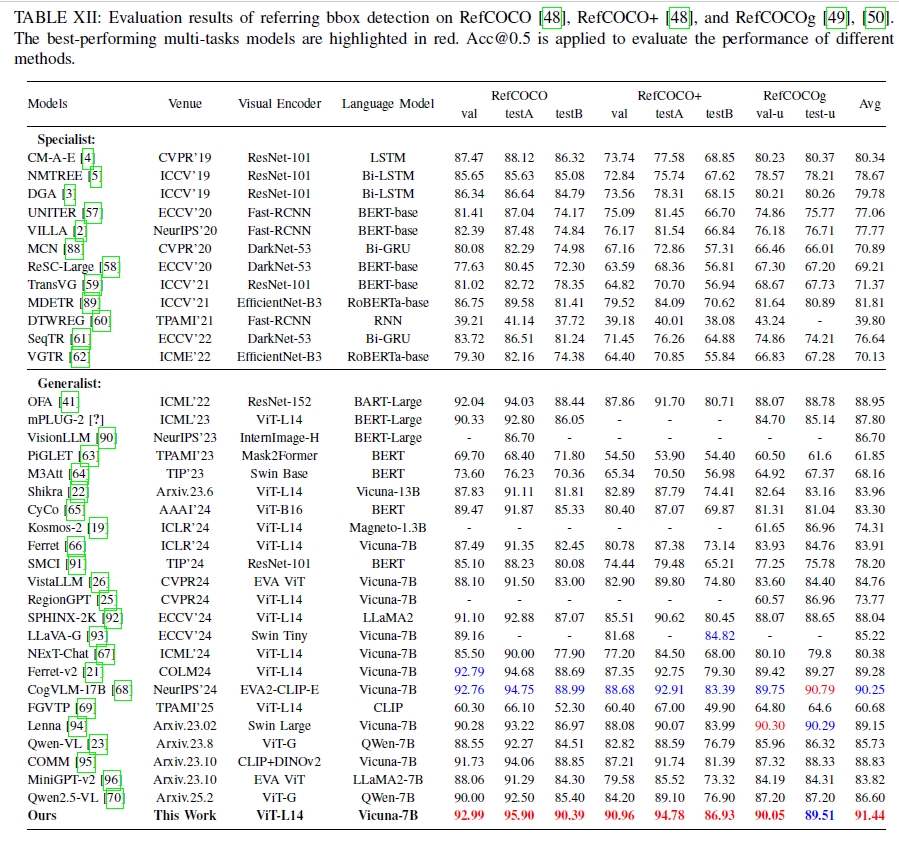 TABLE XII: Evaluation results of referring bbox detection on RefCOCO [48], RefCOCO+ [48], and RefCOCOg [49], [50].
The best-performing multi-tasks models are highlighted in red. Acc@0.5 is applied to evaluate the performance of different
methods.
Models Venue Visual Encoder Language Model RefCOCO RefCOCO+ RefCOCOg Avg
val testA testB val testA testB val-u test-u
Specialist:
CM-A-E [4] CVPR'19 ResNet-101 LSTM 87.47 88.12 86.32 73.74 77.58 68.85 80.23 80.37 80.34
NMTREE [5] ICCV'19 ResNet-101 Bi-LSTM 85.65 85.63 85.08 72.84 75.74 67.62 78.57 78.21 78.67
DGA [3] ICCV'19 ResNet-101 Bi-LSTM 86.34 86.64 84.79 73.56 78.31 68.15 80.21 80.26 79.78
UNITER [57] ECCV'20 Fast-RCNN BERT-base 81.41 87.04 74.17 75.09 81.45 66.70 74.86 75.77 77.06
VILLA [2] NeurIPS'20 Fast-RCNN BERT-base 82.39 87.48 74.84 76.17 81.54 66.84 76.18 76.71 77.77
MCN [88] CVPR'20 DarkNet-53 Bi-GRU 80.08 82.29 74.98 67.16 72.86 57.31 66.46 66.01 70.89
ReSC-Large [58] ECCV'20 DarkNet-53 BERT-base 77.63 80.45 72.30 63.59 68.36 56.81 67.30 67.20 69.21
TransVG [59] ICCV'21 ResNet-101 BERT-base 81.02 82.72 78.35 64.82 70.70 56.94 68.67 67.73 71.37
MDETR [89] ICCV'21 EfficientNet-B3 RoBERTa-base 86.75 89.58 81.41 79.52 84.09 70.62 81.64 80.89 81.81
DTWREG [60] TPAMI'21 Fast-RCNN RNN 39.21 41.14 37.72 39.18 40.01 38.08 43.24 - 39.80
SeqTR [61] ECCV'22 DarkNet-53 Bi-GRU 83.72 86.51 81.24 71.45 76.26 64.88 74.86 74.21 76.64
VGTR [62] ICME'22 EfficientNet-B3 RoBERTa-base 79.30 82.16 74.38 64.40 70.85 55.84 66.83 67.28 70.13
Generalist:
OFA [41] ICML'22 ResNet-152 BART-Large 92.04 94.03 88.44 87.86 91.70 80.71 88.07 88.78 88.95
mPLUG-2 [?] ICML'23 ViT-L14 BERT-Large 90.33 92.80 86.05 - - - 84.70 85.14 87.80
VisionLLM [90] NeurIPS'23 InternImage-H BERT-Large - 86.70 - - - - - - 86.70
PiGLET [63] TPAMI'23 Mask2Former BERT 69.70 68.40 71.80 54.50 53.90 54.40 60.50 61.6 61.85
M3Att [64] TIP'23 Swin Base BERT 73.60 76.23 70.36 65.34 70.50 56.98 64.92 67.37 68.16
Shikra [22] Arxiv.23.6 ViT-L14 Vicuna-13B 87.83 91.11 81.81 82.89 87.79 74.41 82.64 83.16 83.96
CyCo [65] AAAI'24 ViT-B16 BERT 89.47 91.87 85.33 80.40 87.07 69.87 81.31 81.04 83.30
Kosmos-2 [19] ICLR'24 ViT-L14 Magneto-1.3B - - - - - - 61.65 86.96 74.31
Ferret [66] ICLR'24 ViT-L14 Vicuna-7B 87.49 91.35 82.45 80.78 87.38 73.14 83.93 84.76 83.91
SMCI [91] TIP'24 ResNet-101 BERT 85.10 88.23 80.08 74.44 79.48 65.21 77.25 75.78 78.20
VistaLLM [26] CVPR24 EVA ViT Vicuna-7B 88.10 91.50 83.00 82.90 89.80 74.80 83.60 84.40 84.76
RegionGPT [25] CVPR24 ViT-L14 Vicuna-7B - - - - - - 60.57 86.96 73.77
SPHINX-2K [92] ECCV'24 ViT-L14 LLaMA2 91.10 92.88 87.07 85.51 90.62 80.45 88.07 88.65 88.04
LLaVA-G [93] ECCV'24 Swin Tiny Vicuna-7B 89.16 - - 81.68 - 84.82 - - 85.22
NExT-Chat [67] ICML'24 ViT-L14 Vicuna-7B 85.50 90.00 77.90 77.20 84.50 68.00 80.10 79.8 80.38
Ferret-v2 [21] COLM24 ViT-L14 Vicuna-7B 92.79 94.68 88.69 87.35 92.75 79.30 89.42 89.27 89.28
CogVLM-17B [68] NeurIPS'24 EVA2-CLIP-E Vicuna-7B 92.76 94.75 88.99 88.68 92.91 83.39 89.75 90.79 90.25
FGVTP [69] TPAMI'25 ViT-L14 CLIP 60.30 66.10 52.30 60.40 67.00 49.90 64.80 64.6 60.68
Lenna [94] Arxiv.23.02 Swin Large Vicuna-7B 90.28 93.22 86.97 88.08 90.07 83.99 90.30 90.29 89.15
Qwen-VL [23] Arxiv.23.8 ViT-G QWen-7B 88.55 92.27 84.51 82.82 88.59 76.79 85.96 86.32 85.73
COMM [95] Arxiv.23.10 CLIP+DINOv2 Vicuna-7B 91.73 94.06 88.85 87.21 91.74 81.39 87.32 88.33 88.83
MiniGPT-v2 [96] Arxiv.23.10 EVA ViT LLaMA2-7B 88.06 91.29 84.30 79.58 85.52 73.32 84.19 84.31 83.82
Qwen2.5-VL [70] Arxiv.25.2 ViT-G QWen-7B 90.00 92.50 85.40 84.20 89.10 76.90 87.20 87.20 86.60
Ours This Work ViT-L14 Vicuna-7B 92.99 95.90 90.39 90.96 94.78 86.93 90.05 89.51 91.44